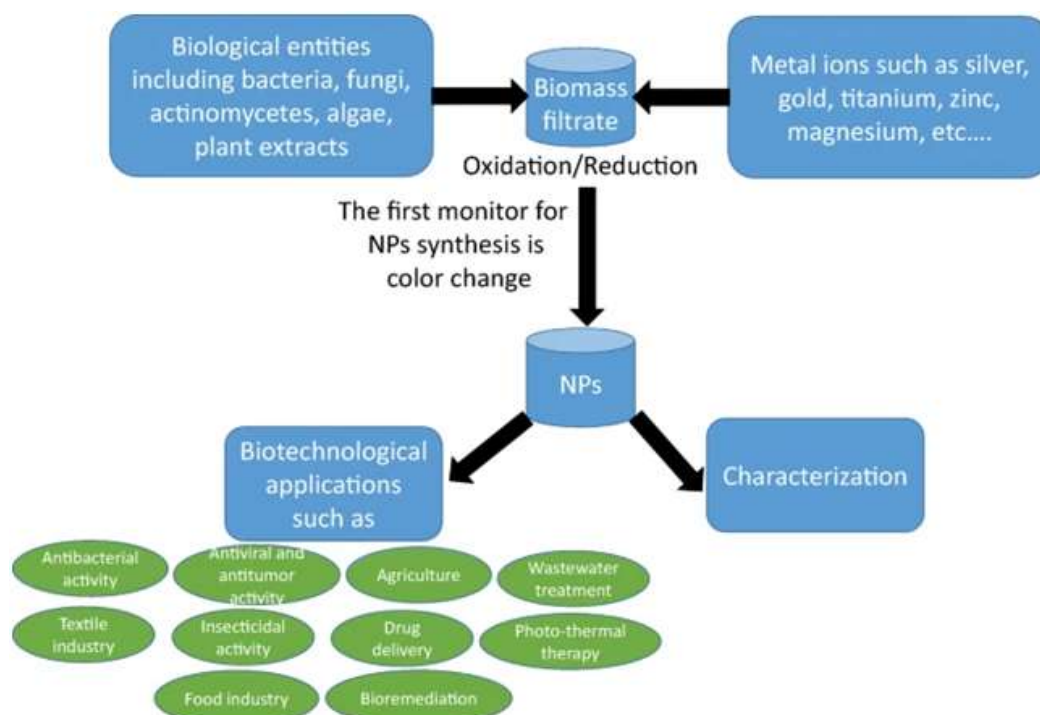 Biological entities
including bacteria, fungi,
actinomycetes, algae,
plant extracts
Biomass
filtrate
Metal ions such as silver,
gold, titanium, zinc,
magnesium, etc....
Oxidation/Reduction
The first monitor for
NPs synthesis is
color change
NPs
Biotechnological
applications
such as
Characterization
Antibacterial
activity
Antiviral and
antitumor
activity
Agriculture
Wastewater
treatment
Textile
industry
Insecticidal
activity
Drug
delivery
Photo-thermal
therapy
Food industry
Bioremediation